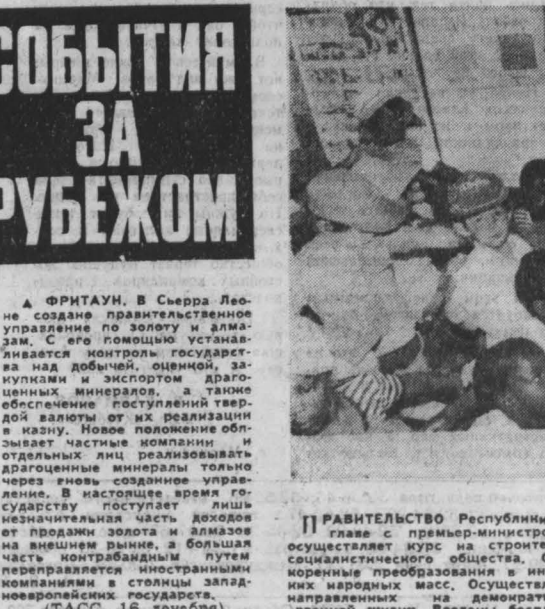 СОБЫТИЯ
ЗА
РУБЕЖОМ
▲ ФРИТАУН. В Сьерра Лео-
не создано правительственное
управление по золоту и алма-
зам. С его помощью устанав-
ливается контроль государст-
ва над добычей, оценкой, за-
купками и экспортом драго-
ценных минералов, а также
обеспечение поступлений твер-
дой валюты от их реализации
в казну. Новое положение обя-
зывает частные компании и
отдельных лиц реализовывать
драгоценные минералы только
через вновь созданное управ-
ление. В настоящее время го-
сударству поступает лишь
незначительная часть доходов
от продажи золота и алмазов
на внешнем рынке, а большая
часть контрабандным путем
переправляется иностранными
компаниями в столицы запад-
ноевропейских государств.
(ТАСС, 16
ПРАВИТЕЛЬСТВО Республики
главе с премьер-министро
осуществляет курс на строите
социалистического общества.
коренные преобразования в ин
ких народных масс. Осуществл
направленных на демократ